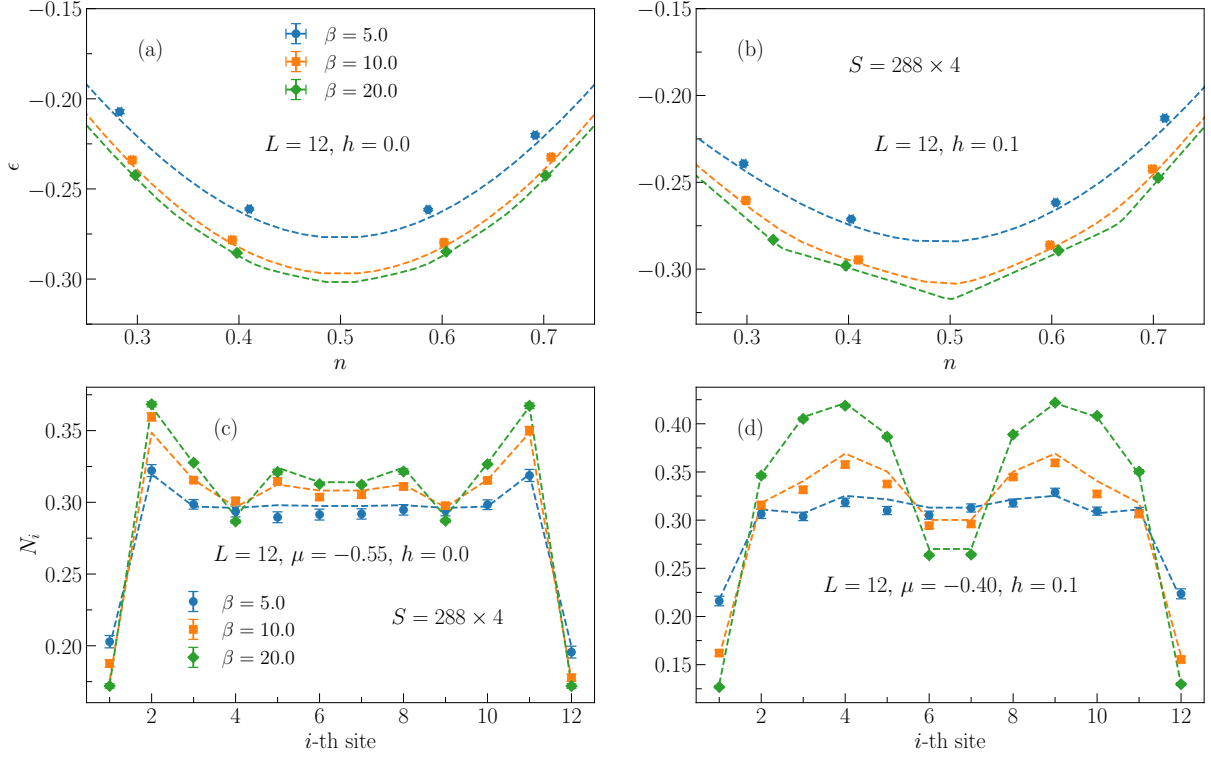 −0.15
−0.20
−0.25
−0.30
ϵ
(a)
β = 5.0
β = 10.0
β = 20.0
L = 12, h = 0.0
0.3 0.4 0.5 0.6 0.7
n
−0.15
−0.20
−0.25
−0.30
(b)
S = 288 × 4
L = 12, h = 0.1
0.3 0.4 0.5 0.6 0.7
n
0.35
0.30
0.25
0.20
N_i
(c)
L = 12, μ = −0.55, h = 0.0
β = 5.0
β = 10.0
β = 20.0
S = 288 × 4
2 4 6 8 10 12
i-th site
0.40
0.35
0.30
0.25
0.20
0.15
(d)
L = 12, μ = −0.40, h = 0.1
2 4 6 8 10 12
i-th site